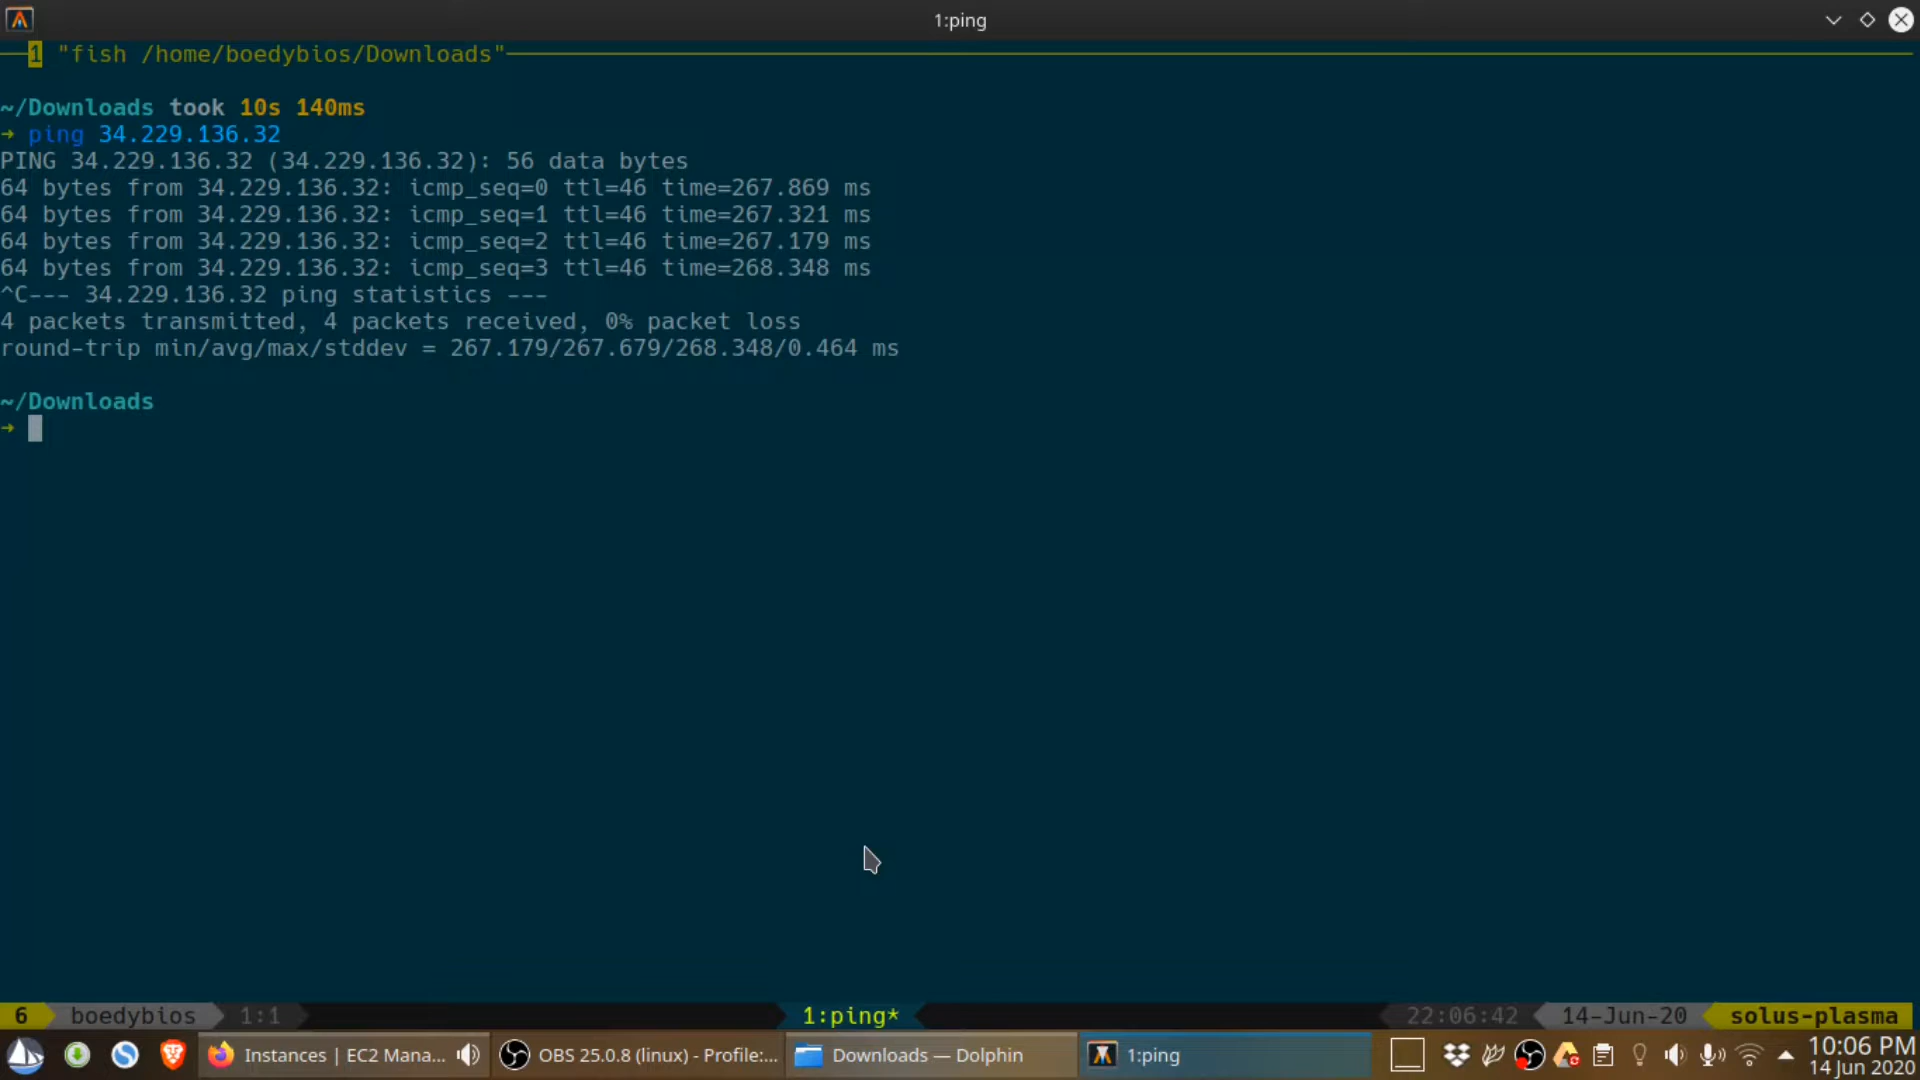 1:ping
1 "fish /home/boedybios/Downloads"
~/Downloads took 10s 140ms
➜ ping 34.229.136.32
PING 34.229.136.32 (34.229.136.32): 56 data bytes
64 bytes from 34.229.136.32: icmp_seq=0 ttl=46 time=267.869 ms
64 bytes from 34.229.136.32: icmp_seq=1 ttl=46 time=267.321 ms
64 bytes from 34.229.136.32: icmp_seq=2 ttl=46 time=267.179 ms
64 bytes from 34.229.136.32: icmp_seq=3 ttl=46 time=268.348 ms
^C--- 34.229.136.32 ping statistics ---
4 packets transmitted, 4 packets received, 0% packet loss
round-trip min/avg/max/stddev = 267.179/267.679/268.348/0.464 ms
~/Downloads
➜
6 boedybios 1:1 1:ping* 22:06:42 14-Jun-20 solus-plasma
Instances | EC2 Mana... OBS 25.0.8 (linux) - Profile:... Downloads — Dolphin 1:ping 10:06 PM
14 Jun 2020